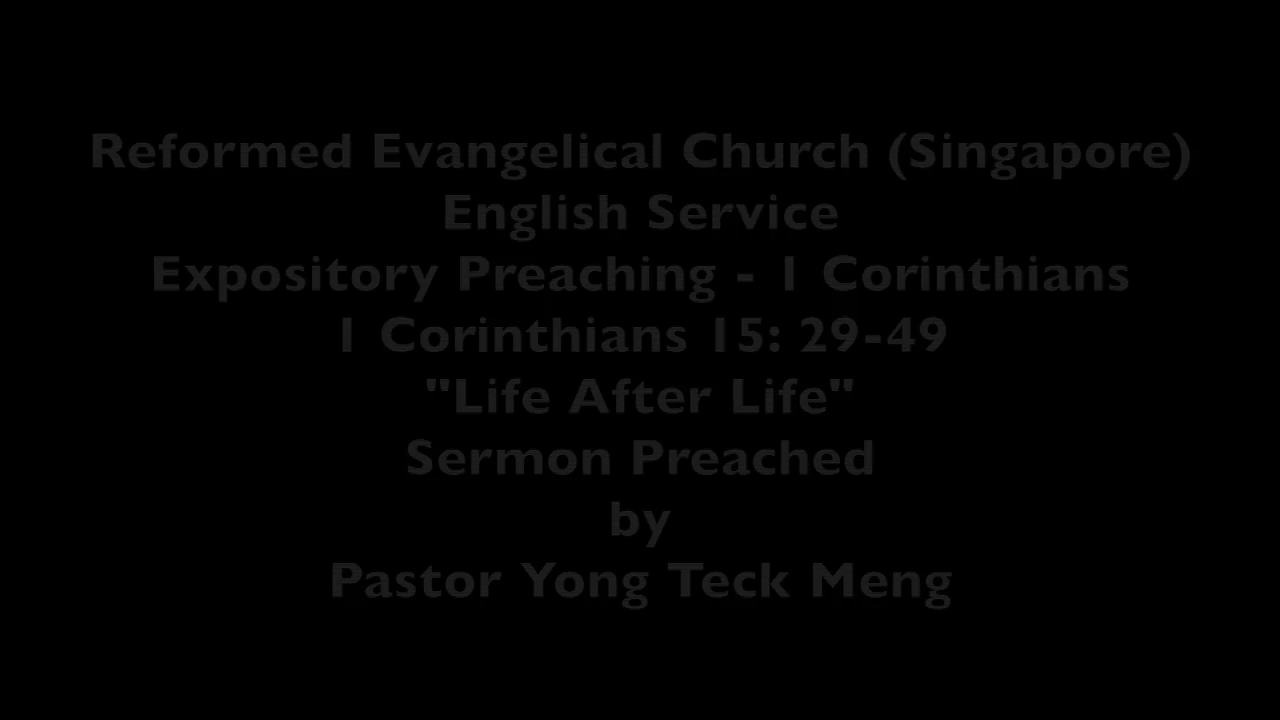 Reformed Evangelical Church (Singapore)
English Service
Expository Preaching - 1 Corinthians
1 Corinthians 15: 29-49
"Life After Life"
Sermon Preached
by
Pastor Yong Teck Meng